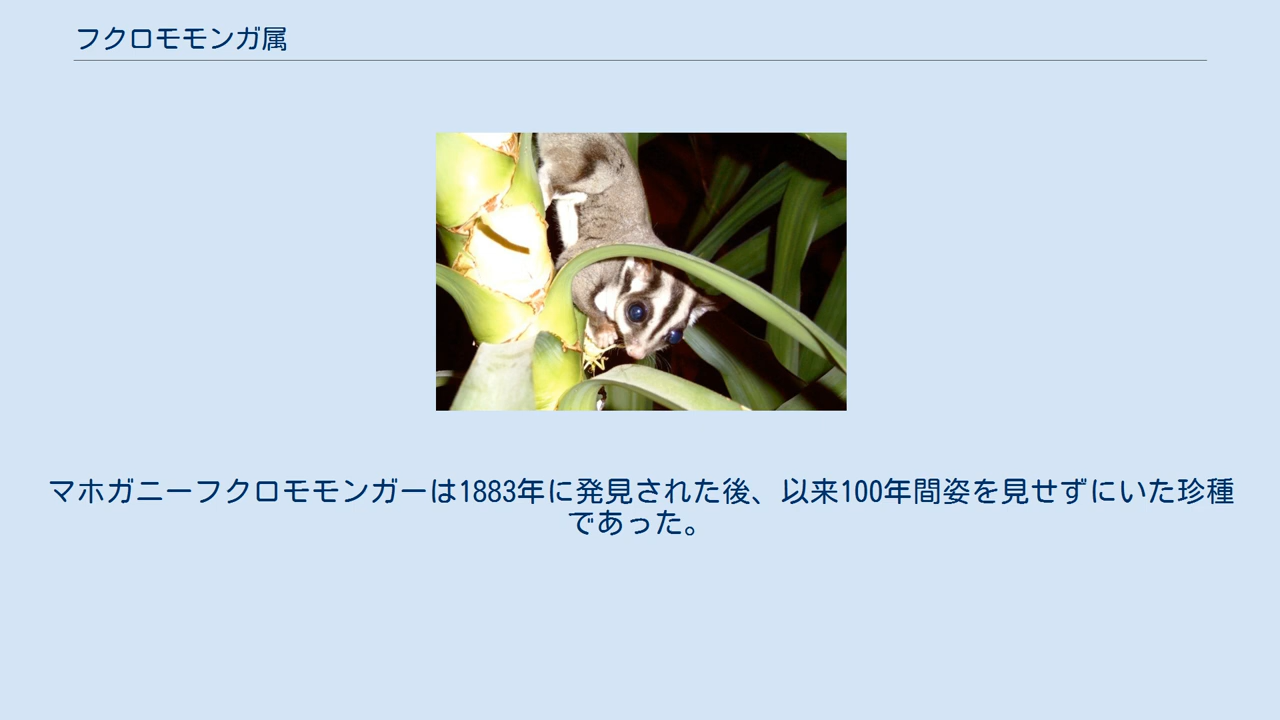 フクロモモンガ属
マホガニーフクロモモンガーは1883年に発見された後、以来100年間姿を見せずにいた珍種
であった。